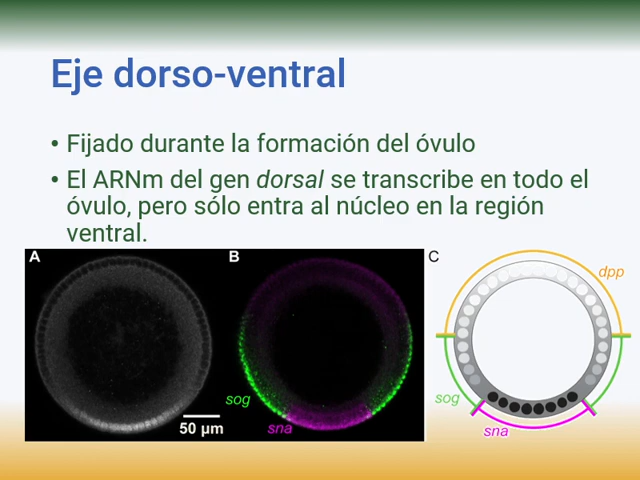 Eje dorso-ventral
• Fijado durante la formación del óvulo
• El ARNm del gen dorsal se transcribe en todo el
óvulo, pero sólo entra al núcleo en la región
ventral.
A
B
C
dpp
sog
sna
50 µm
sog
sna